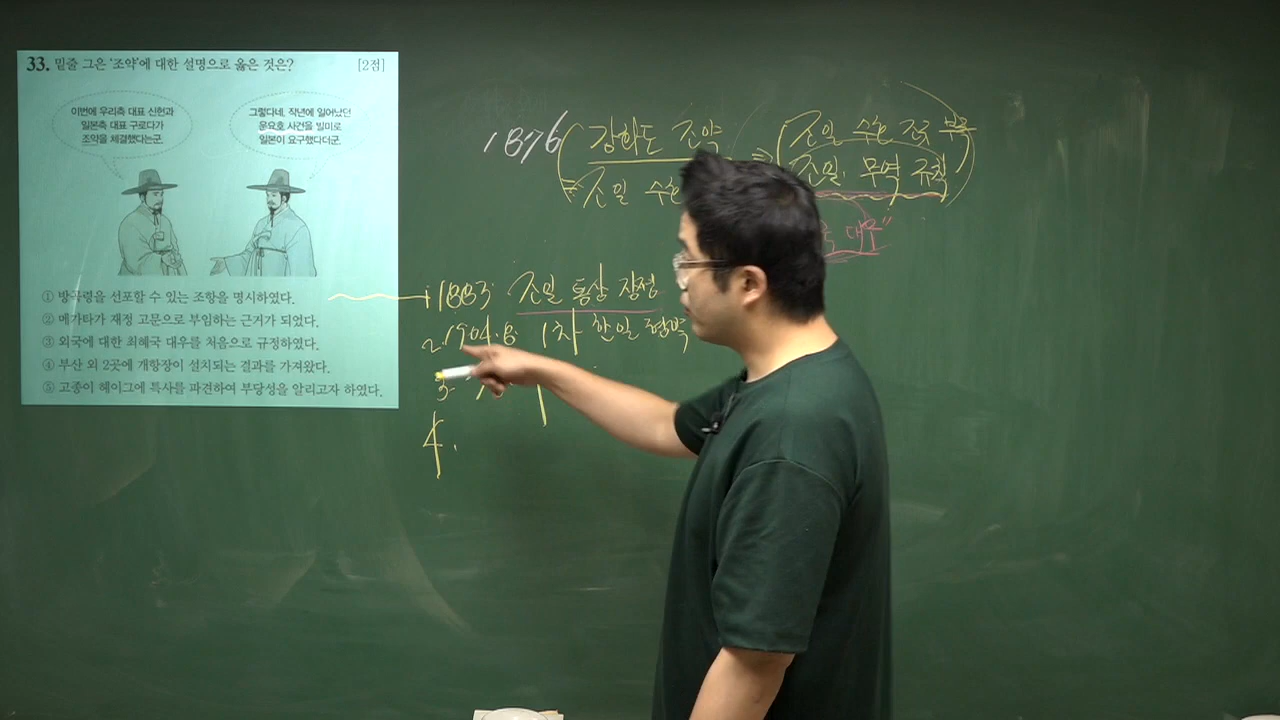 33. 밑줄 그은 '조약'에 대한 설명으로 옳은 것은? [2점]
이번에 우리측 대표 신헌과
일본측 대표 구로다가
조약을 체결했다는군.
그렇다네. 작년에 일어났던
운요호 사건을 빌미로
일본이 요구했다더군.
① 방곡령을 선포할 수 있는 조항을 명시하였다.
② 메가타가 재정 고문으로 부임하는 근거가 되었다.
③ 외국에 대한 최혜국 대우를 처음으로 규정하였다.
④ 부산 외 2곳에 개항장이 설치되는 결과를 가져왔다.
⑤ 고종이 헤이그에 특사를 파견하여 부당성을 알리고자 하였다.
1876 강화도 조약
조일 수호
조일 수호 조규 부록
조일 무역 규칙
대우"
1 1883 조일 통상 장정
2. 1904.8 1차 한일 협약
3.
4.